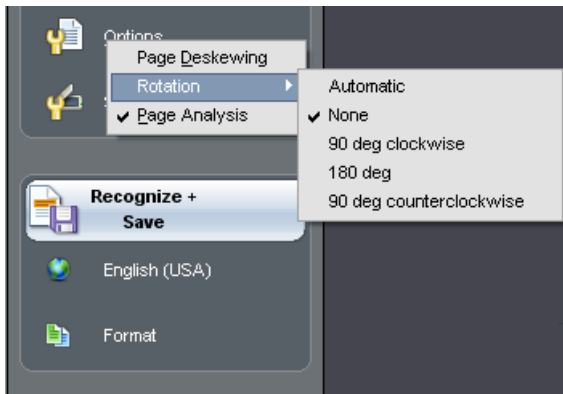 Options
Page Deskewing
Rotation
Page Analysis
Automatic
None
90 deg clockwise
180 deg
90 deg counterclockwise
Recognize +
Save
English (USA)
Format